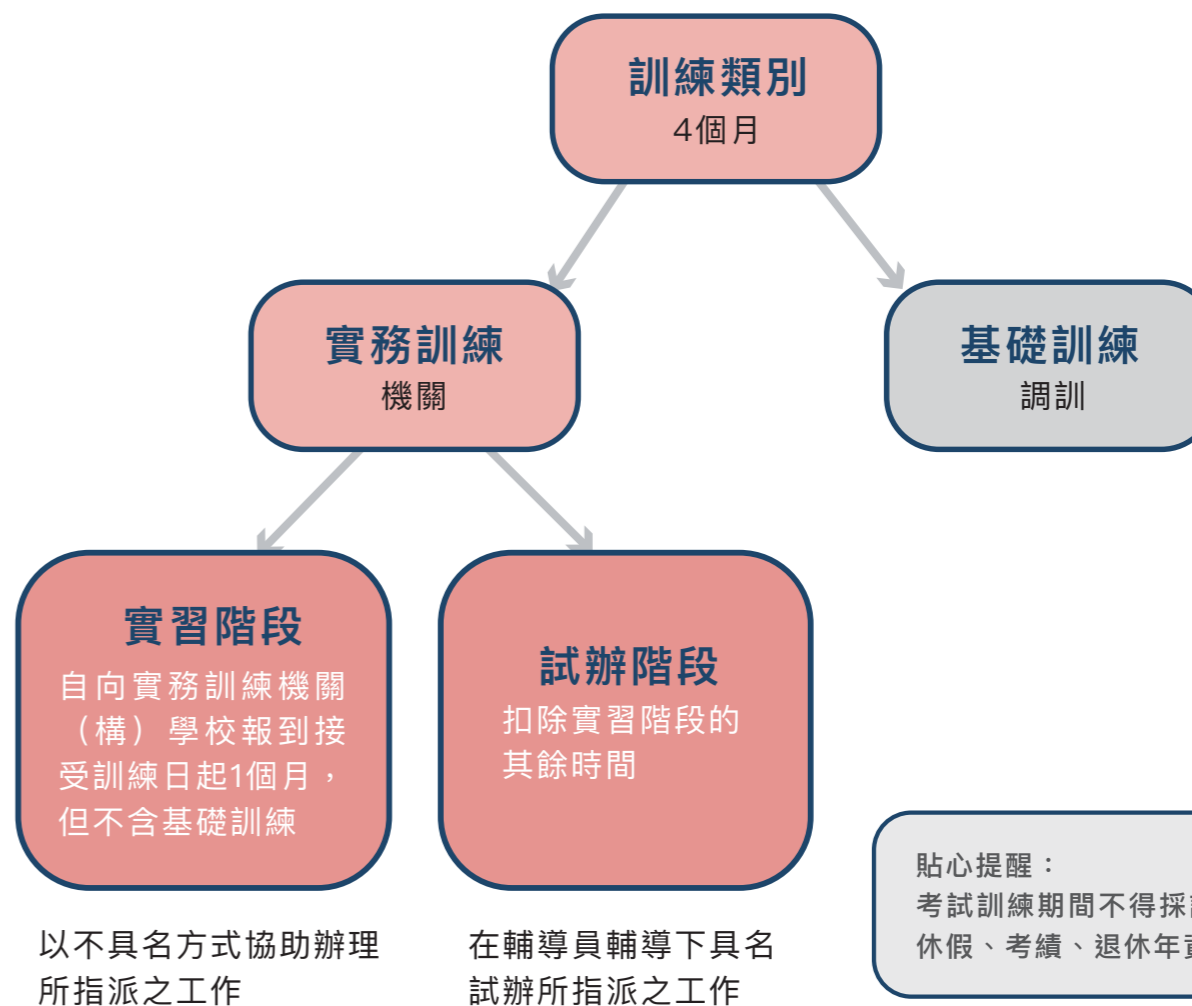 訓練類別
4個月
實務訓練
機關
基礎訓練
調訓
實習階段
自向實務訓練機關
（構）學校報到接
受訓練日起1個月，
但不含基礎訓練
試辦階段
扣除實習階段的
其餘時間
以不具名方式協助辦理
所指派之工作
在輔導員輔導下具名
試辦所指派之工作
貼心提醒：
考試訓練期間不得採
休假、考績、退休年